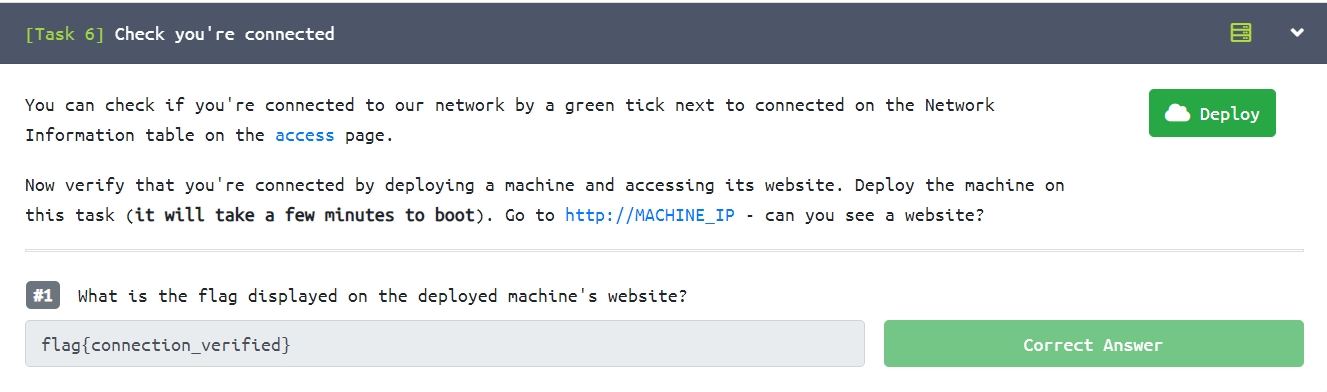 [Task 6] Check you're connected
You can check if you're connected to our network by a green tick next to connected on the Network
Information table on the access page.
Deploy
Now verify that you're connected by deploying a machine and accessing its website. Deploy the machine on
this task (it will take a few minutes to boot). Go to http://MACHINE_IP - can you see a website?
#1 What is the flag displayed on the deployed machine's website?
flag{connection_verified}
Correct Answer